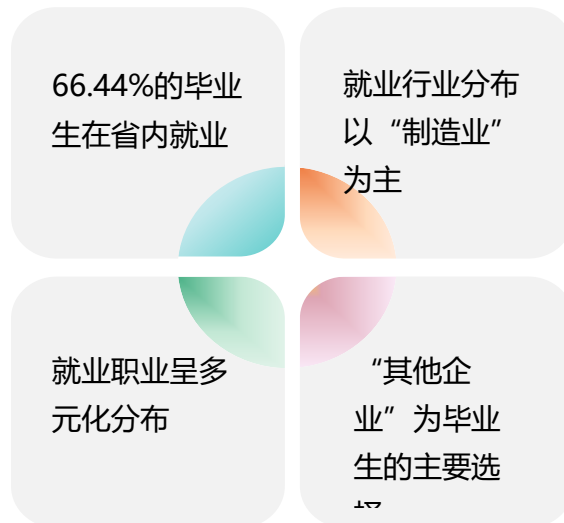 66.44%的毕业
生在省内就业
就业行业分布
以“制造业”
为主
就业职业呈多
元化分布
“其他企
业”为毕业
生的主要选